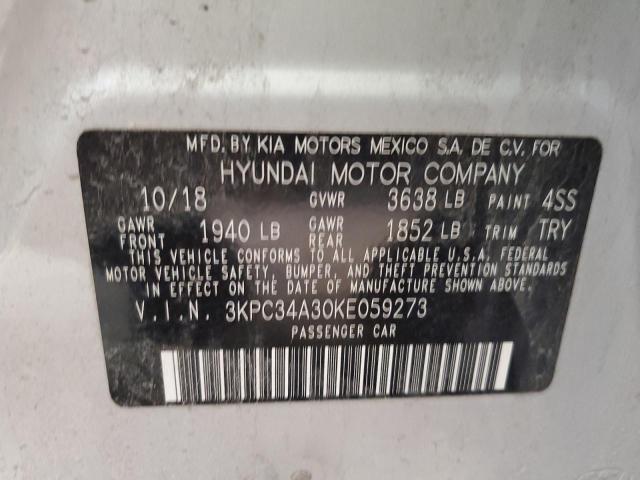 MFD. BY KIA MOTORS MEXICO S.A. DE C.V. FOR
HYUNDAI MOTOR COMPANY
10/18 GVWR 3638 LB PAINT 4SS
GAWR FRONT 1940 LB GAWR REAR 1852 LB TRIM TRY
THIS VEHICLE CONFORMS TO ALL APPLICABLE U.S.A. FEDERAL
MOTOR VEHICLE SAFETY, BUMPER, AND THEFT PREVENTION STANDARDS
IN EFFECT ON THE DATE OF MANUFACTURE SHOWN ABOVE.
V.I.N. 3KPC34A30KE059273
PASSENGER CAR